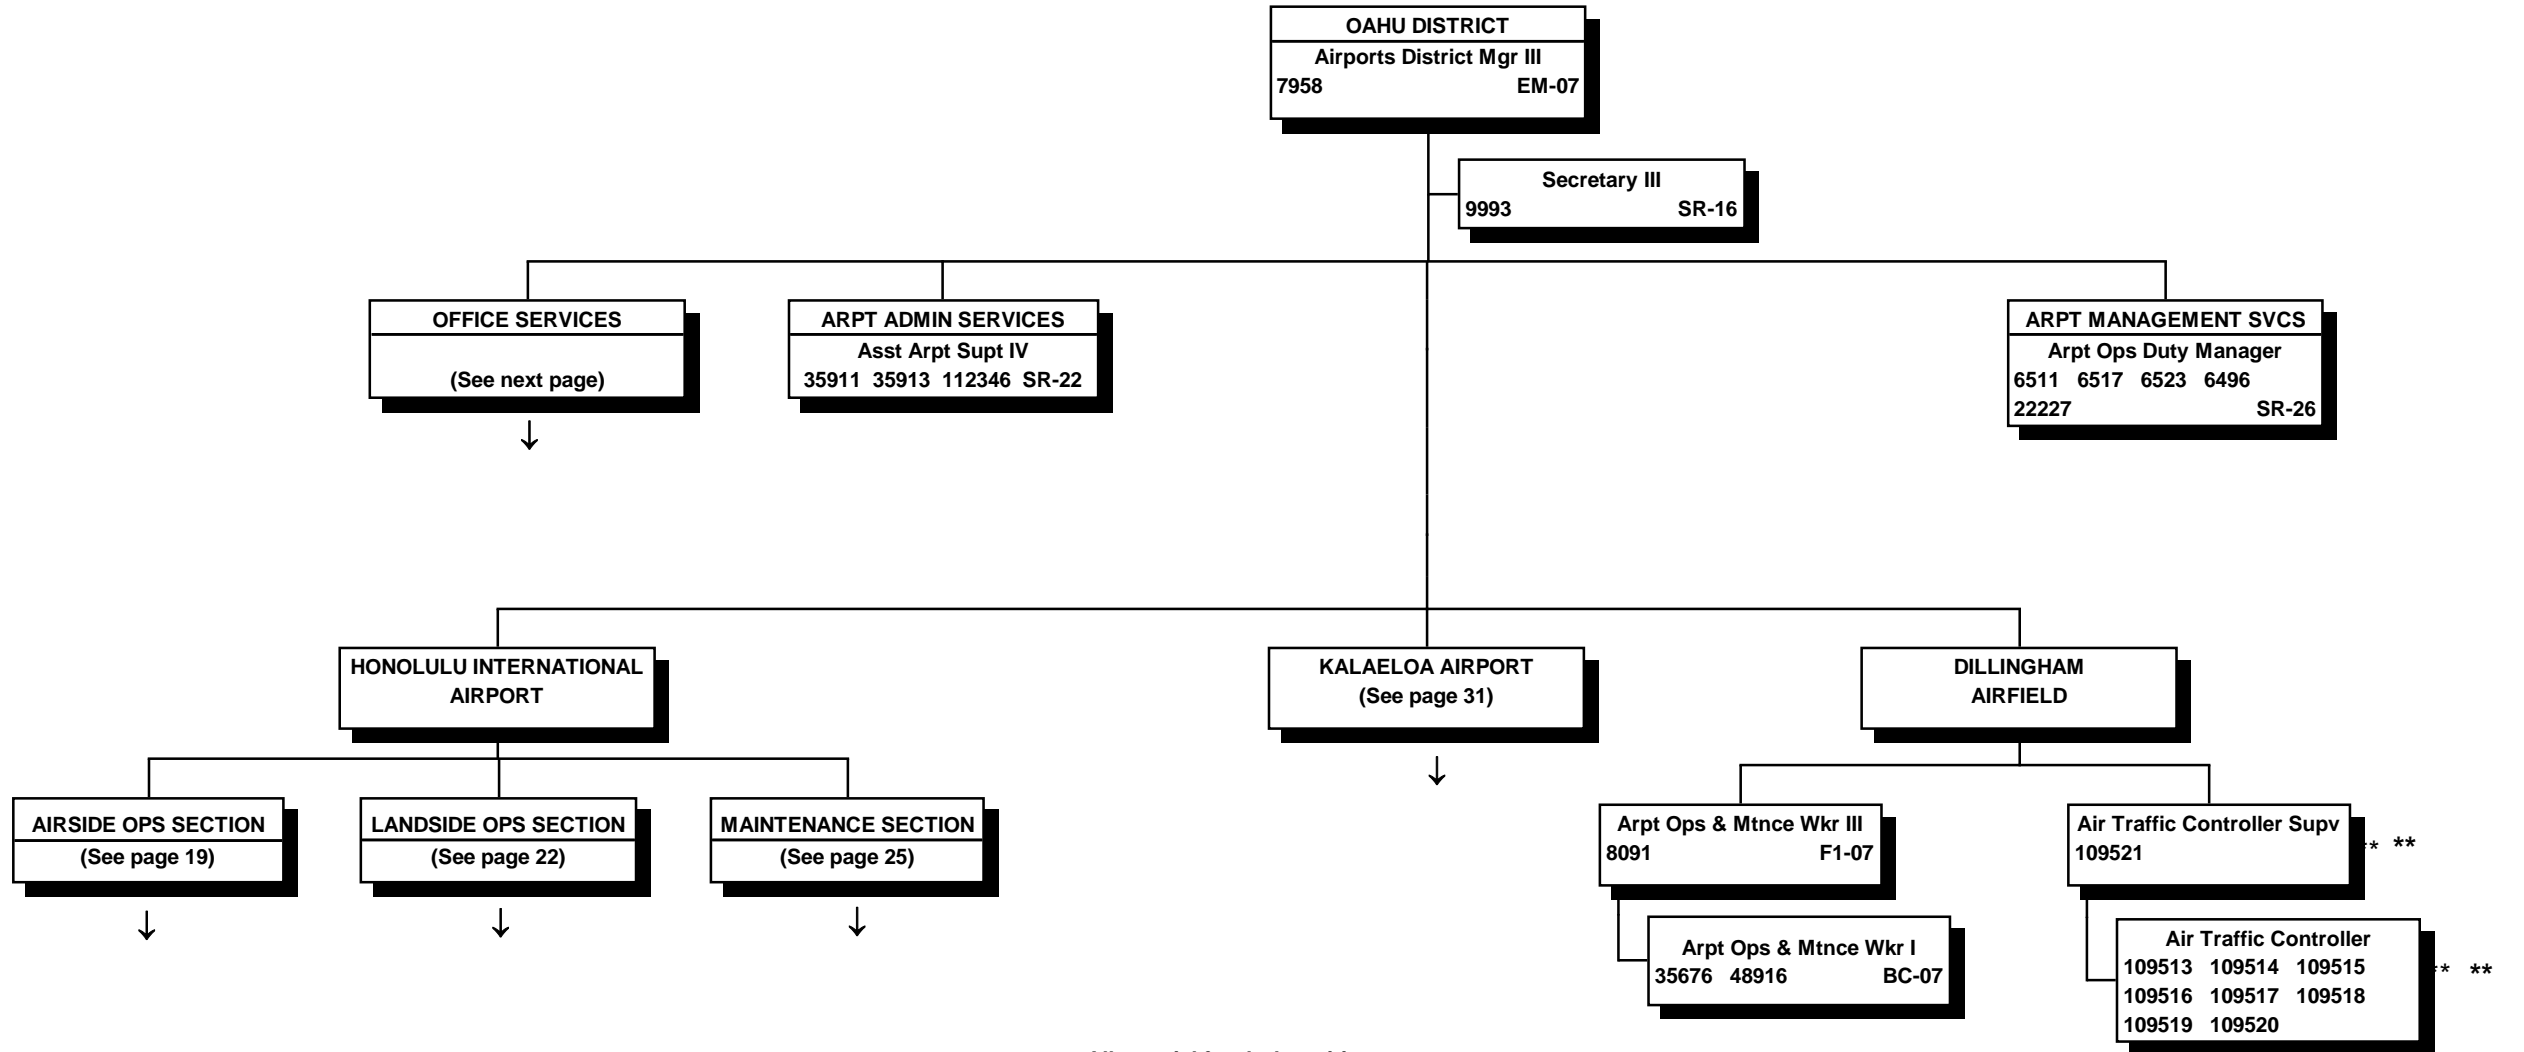 OAHU DISTRICT
Airports District Mgr III
7958 EM-07
Secretary III
9993 SR-16
OFFICE SERVICES
(See next page)
ARPT ADMIN SERVICES
Asst Arpt Supt IV
35911 35913 112346 SR-22
ARPT MANAGEMENT SVCS
Arpt Ops Duty Manager
6511 6517 6523 6496
22227 SR-26
HONOLULU INTERNATIONAL
AIRPORT
KALAELOA AIRPORT
(See page 31)
DILLINGHAM
AIRFIELD
AIRSIDE OPS SECTION
(See page 19)
LANDSIDE OPS SECTION
(See page 22)
MAINTENANCE SECTION
(See page 25)
Arpt Ops & Mtnce Wkr III
8091 F1-07
Arpt Ops & Mtnce Wkr I
35676 48916 BC-07
Air Traffic Controller Supv
109521 ** **
Air Traffic Controller
109513 109514 109515 ** **
109516 109517 109518
109519 109520